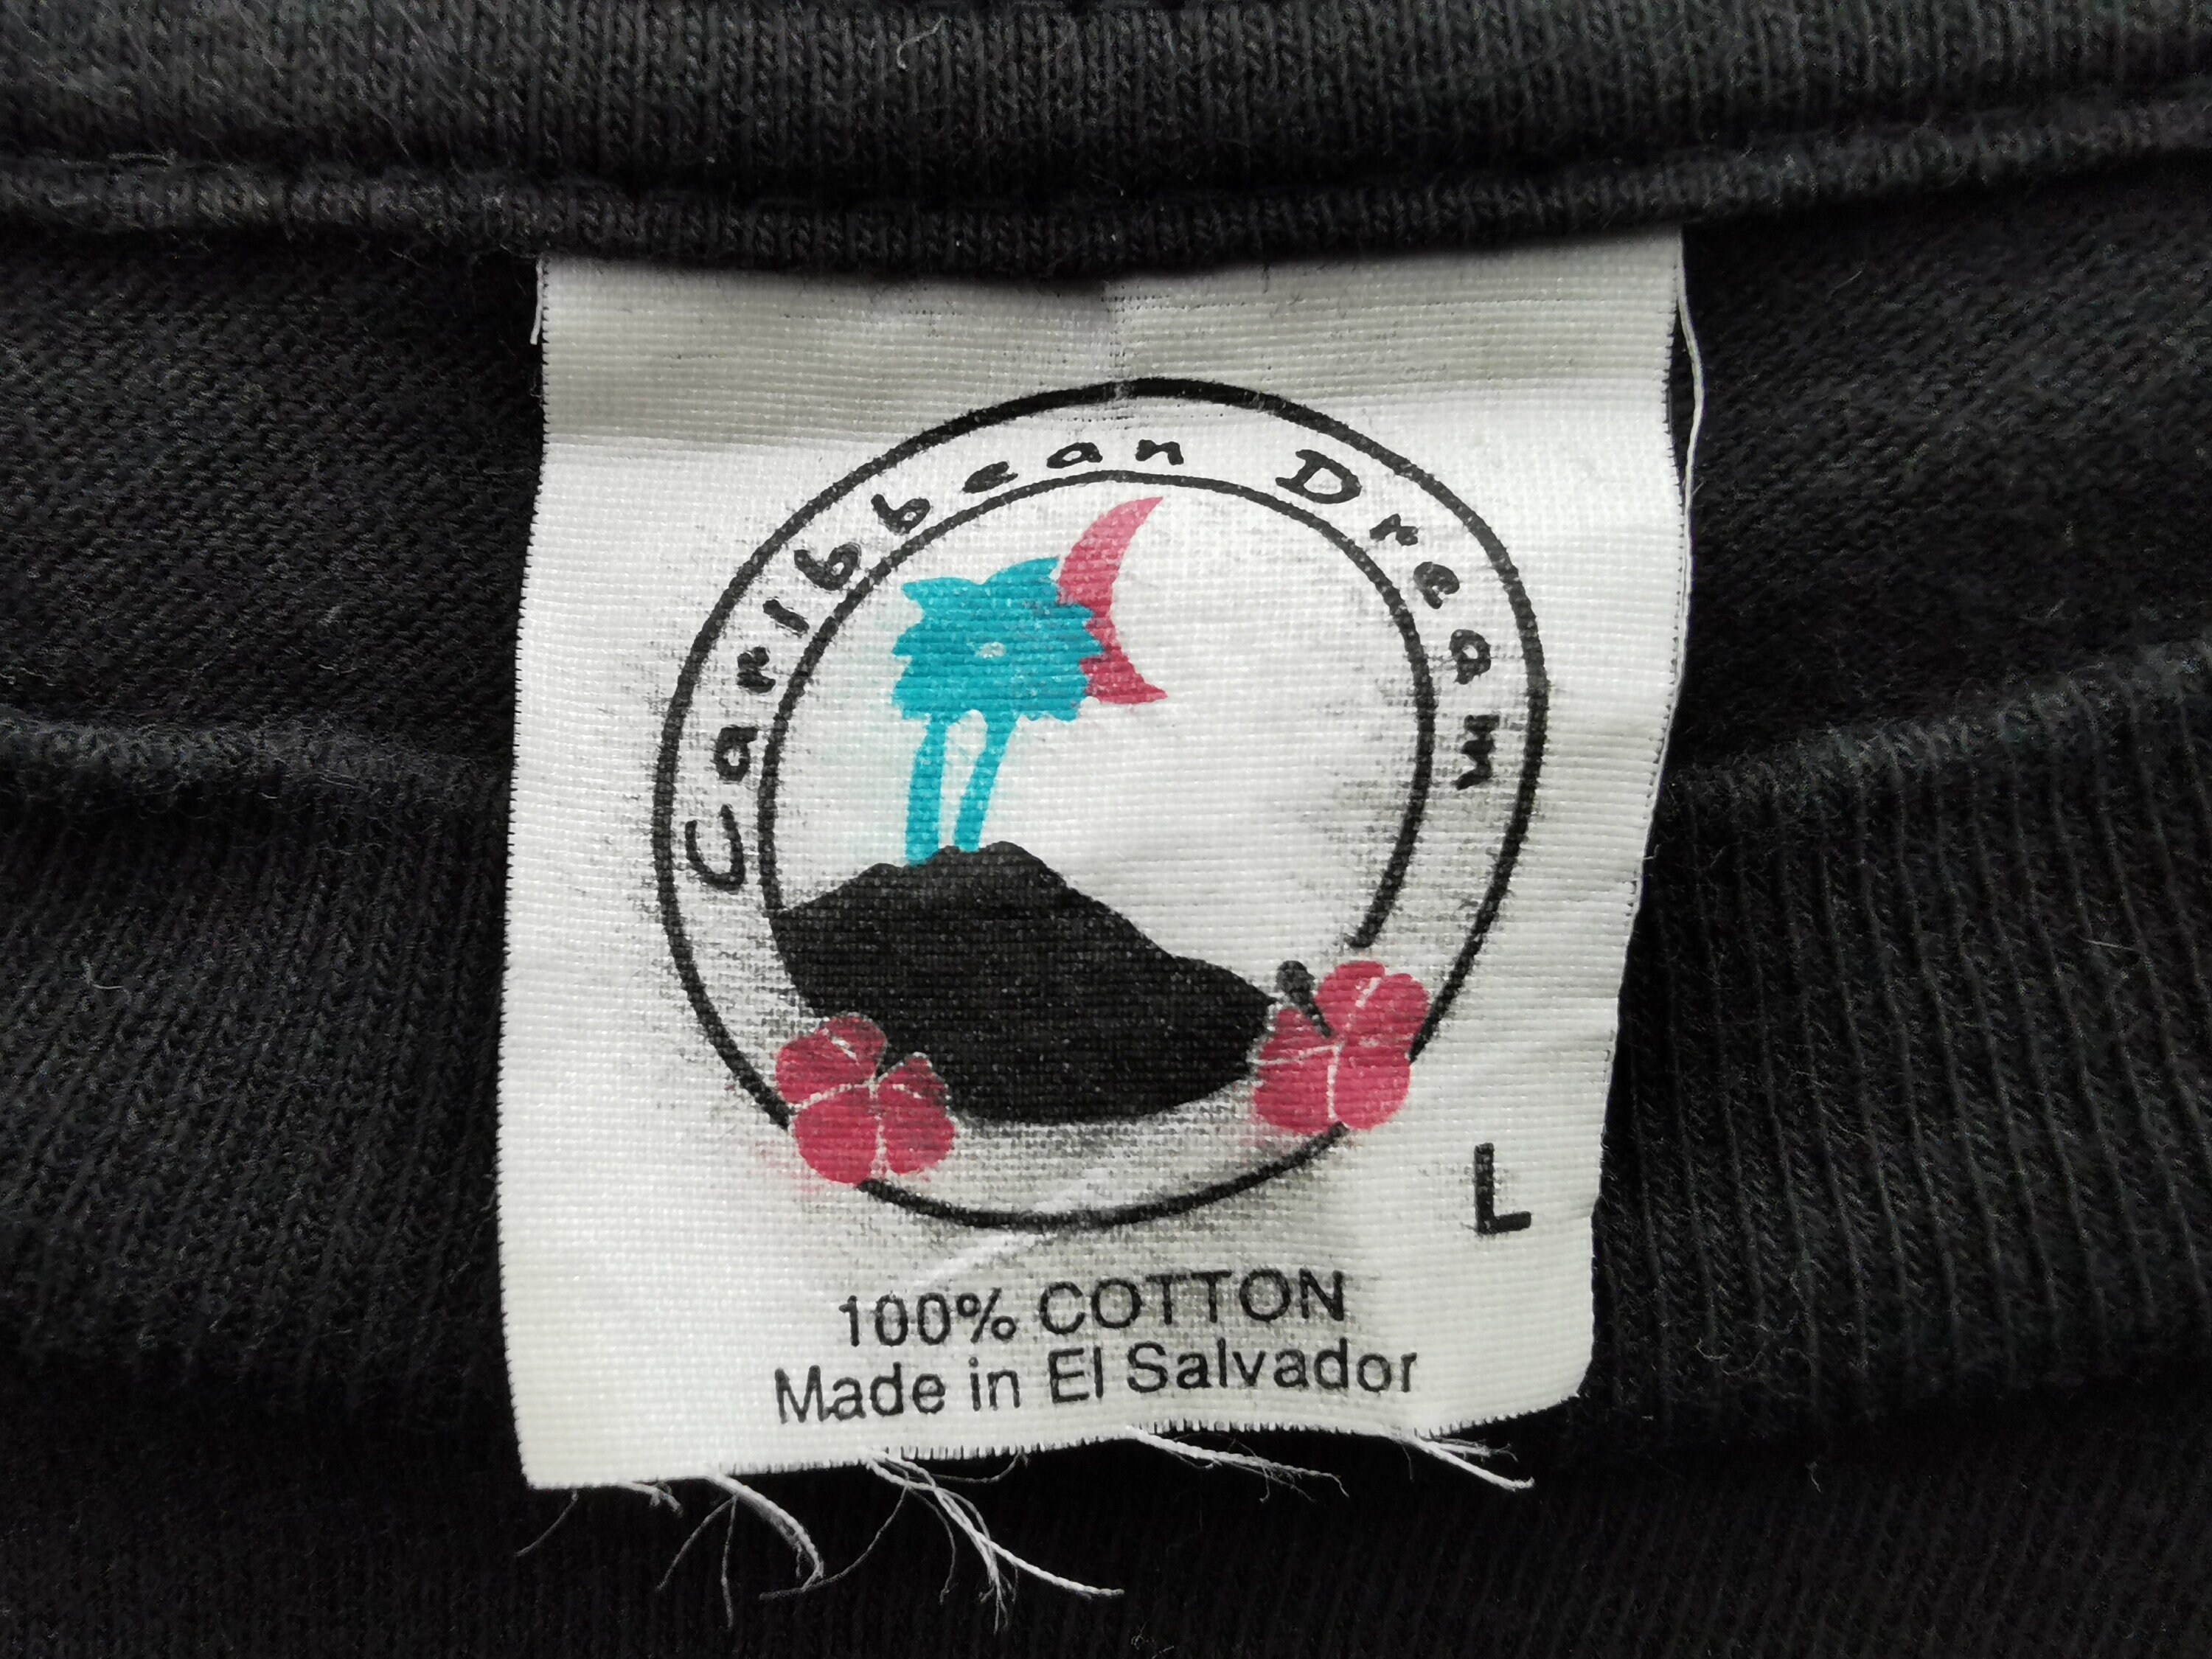 Caribbean Dream
L
100% COTTON
Made in El Salvador